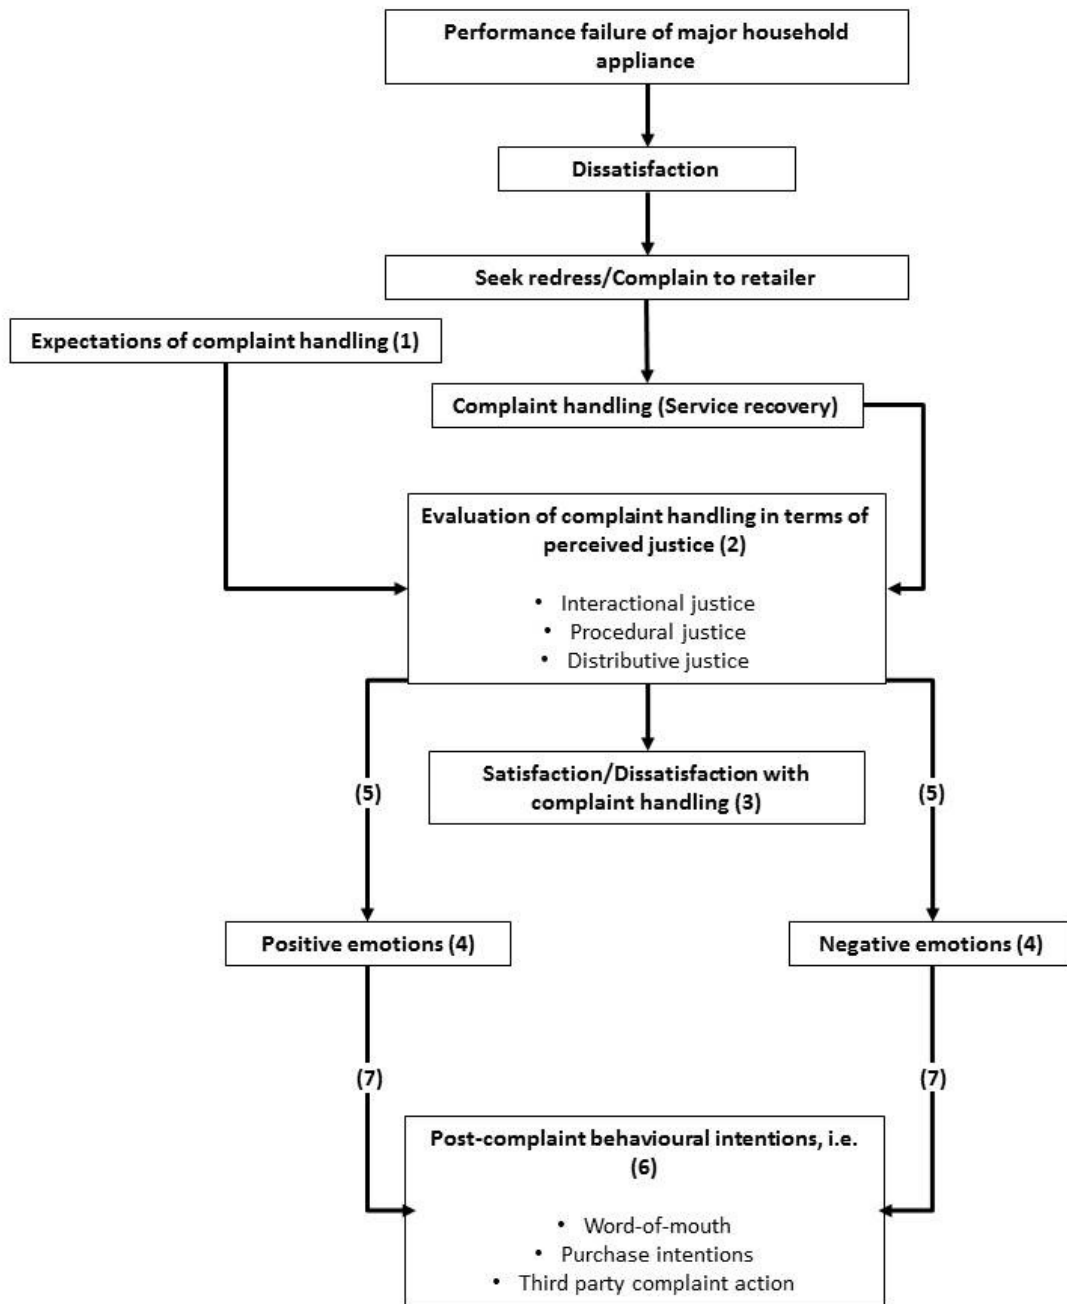 Performance failure of major household
appliance
Dissatisfaction
Seek redress/Complain to retailer
Expectations of complaint handling (1)
Complaint handling (Service recovery)
Evaluation of complaint handling in terms of
perceived justice (2)
• Interactional justice
• Procedural justice
• Distributive justice
Satisfaction/Dissatisfaction with
complaint handling (3)
(5)
(5)
Positive emotions (4)
Negative emotions (4)
(7)
(7)
Post-complaint behavioural intentions, i.e.
(6)
• Word-of-mouth
• Purchase intentions
• Third party complaint action